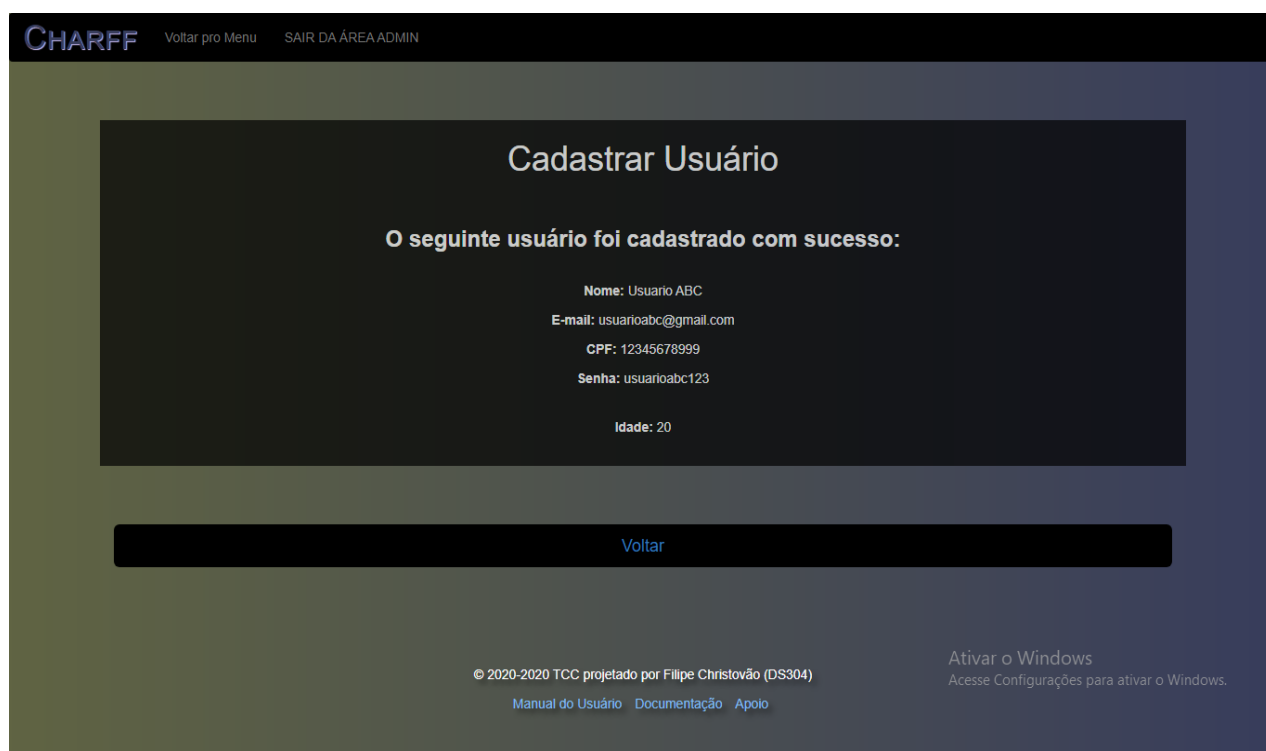 CHARFF Voltar pro Menu SAIR DA ÁREA ADMIN
Cadastrar Usuário
O seguinte usuário foi cadastrado com sucesso:
Nome: Usuario ABC
E-mail: usuarioabc@gmail.com
CPF: 12345678999
Senha: usuarioabc123
Idade: 20
Voltar
© 2020-2020 TCC projetado por Filipe Christovão (DS304)
Manual do Usuário Documentação Apoio
Ativar o Windows
Acesse Configurações para ativar o Windows.